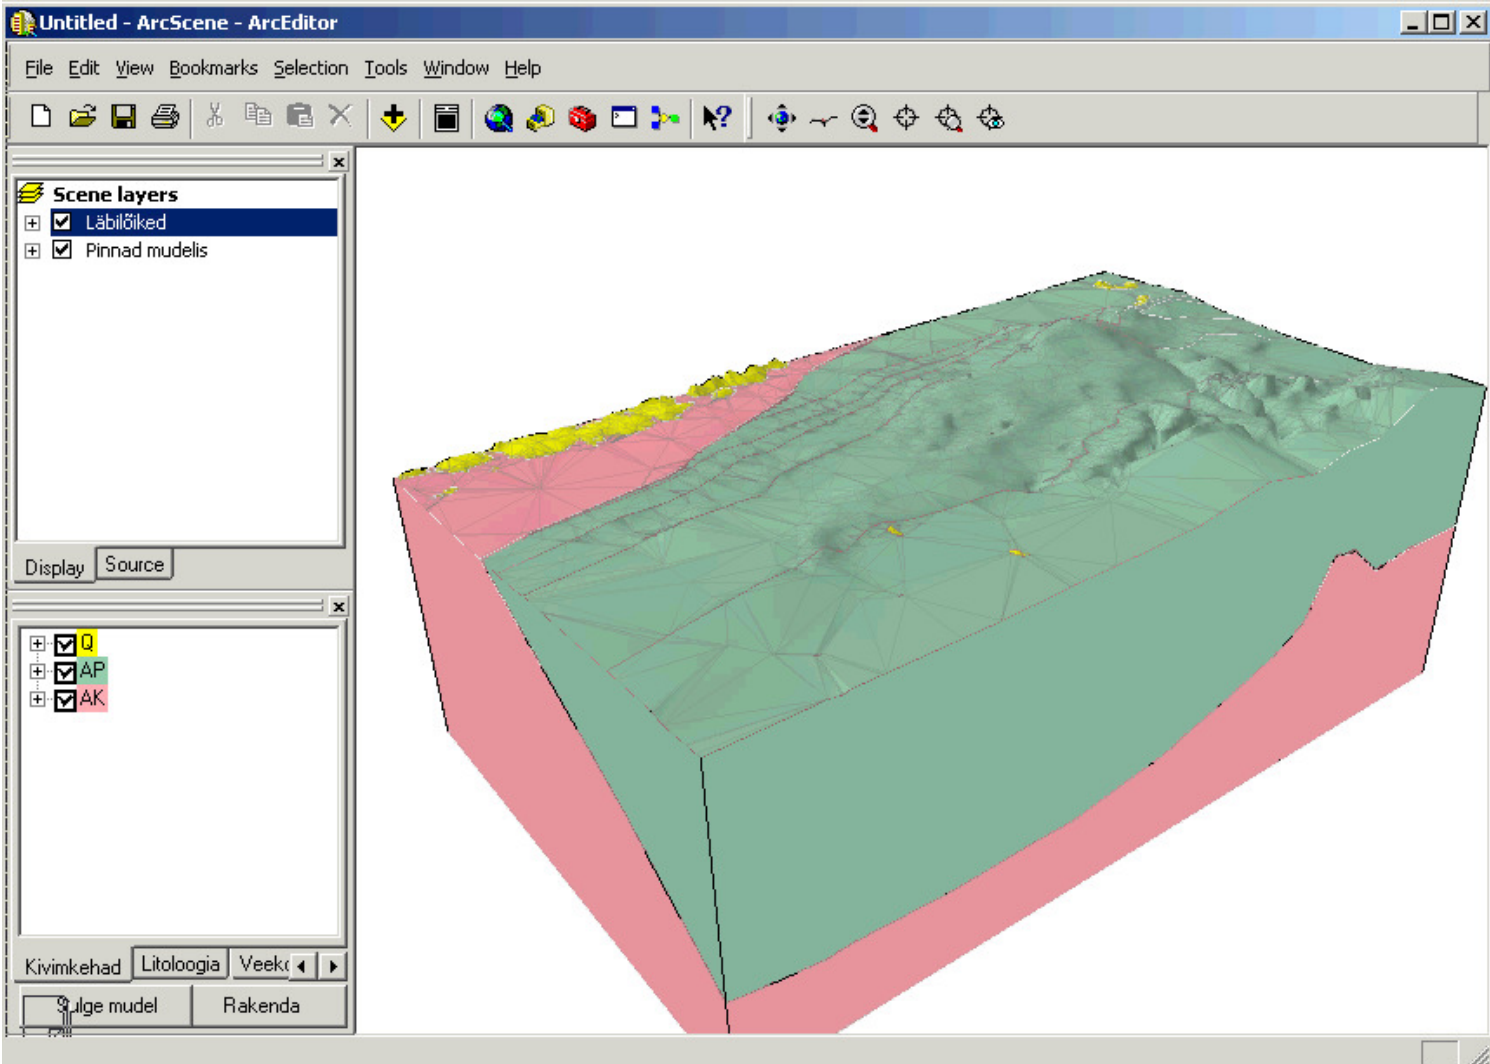 Untitled - ArcScene - ArcEditor
File Edit View Bookmarks Selection Tools Window Help
Scene layers
Läbilõiked
Pinnad mudelis
Display Source
Q
AP
AK
Kivimkehad Litoloogia
Sulge mudel Rakenda